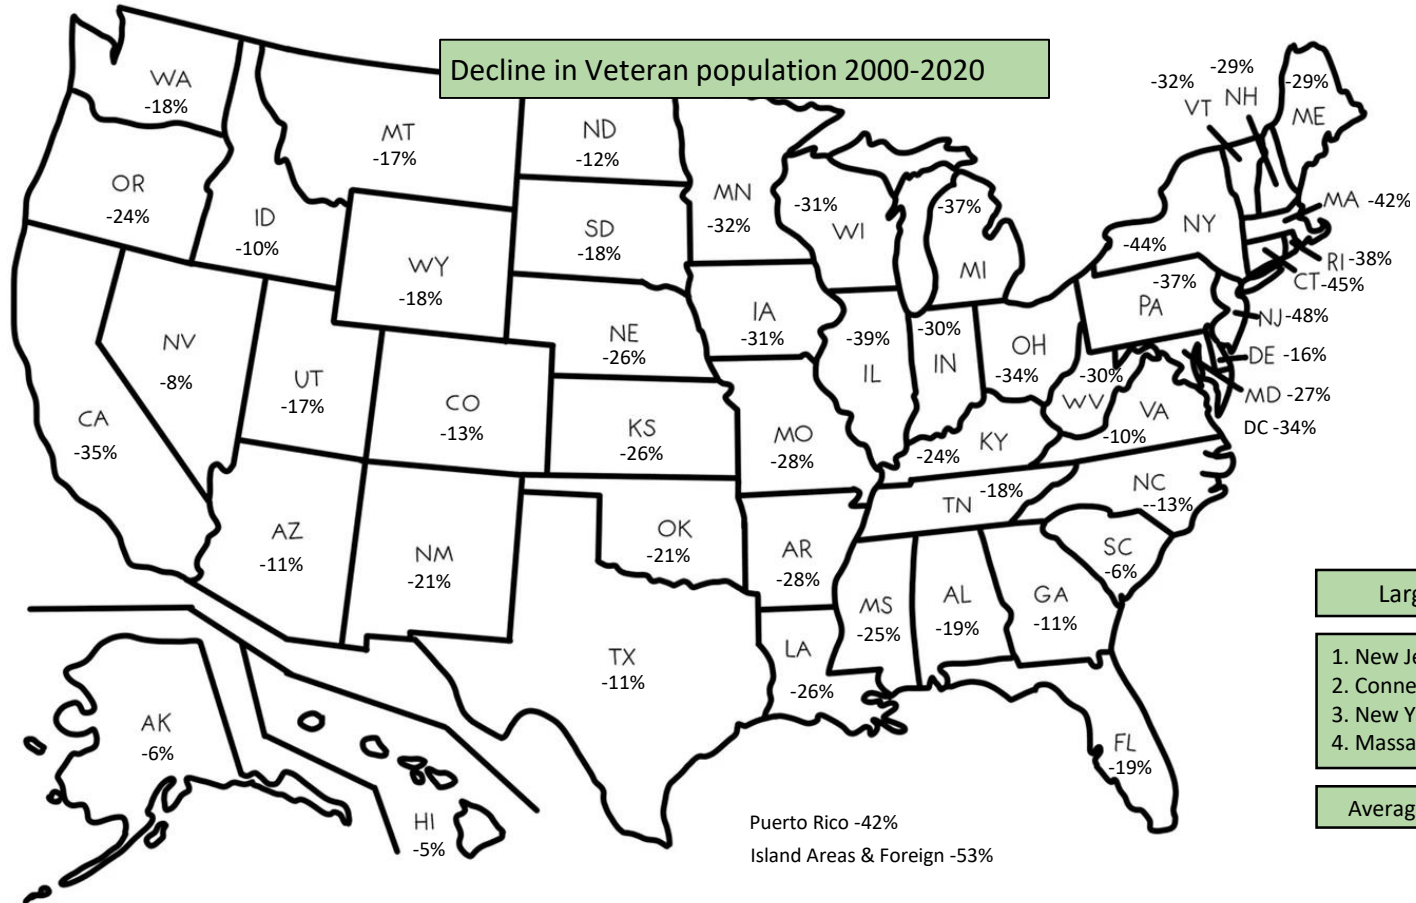 Decline in Veteran population 2000-2020
WA
-18%
OR
-24%
CA
-35%
ID
-10%
NV
-8%
MT
-17%
WY
-18%
UT
-17%
AZ
-11%
CO
-13%
NM
-21%
ND
-12%
SD
-18%
NE
-26%
KS
-26%
OK
-21%
TX
-11%
MN
-32%
IA
-31%
MO
-28%
AR
-28%
LA
-26%
-31%
WI
-39%
IL
-37%
MI
-30%
IN
OH
-34%
-24%
KY
-18%
TN
MS
-25%
AL
-19%
GA
-11%
FL
-19%
SC
-6%
NC
--13%
VA
-10%
-30%
WV
-37%
PA
NY
-44%
-32%
VT
-29%
NH
-29%
ME
MA -42%
RI -38%
CT -45%
NJ -48%
DE -16%
MD -27%
DC -34%
AK
-6%
HI
-5%
Puerto Rico -42%
Island Areas & Foreign -53%
Larg
1. New Je
2. Conne
3. New Y
4. Massa
Averag